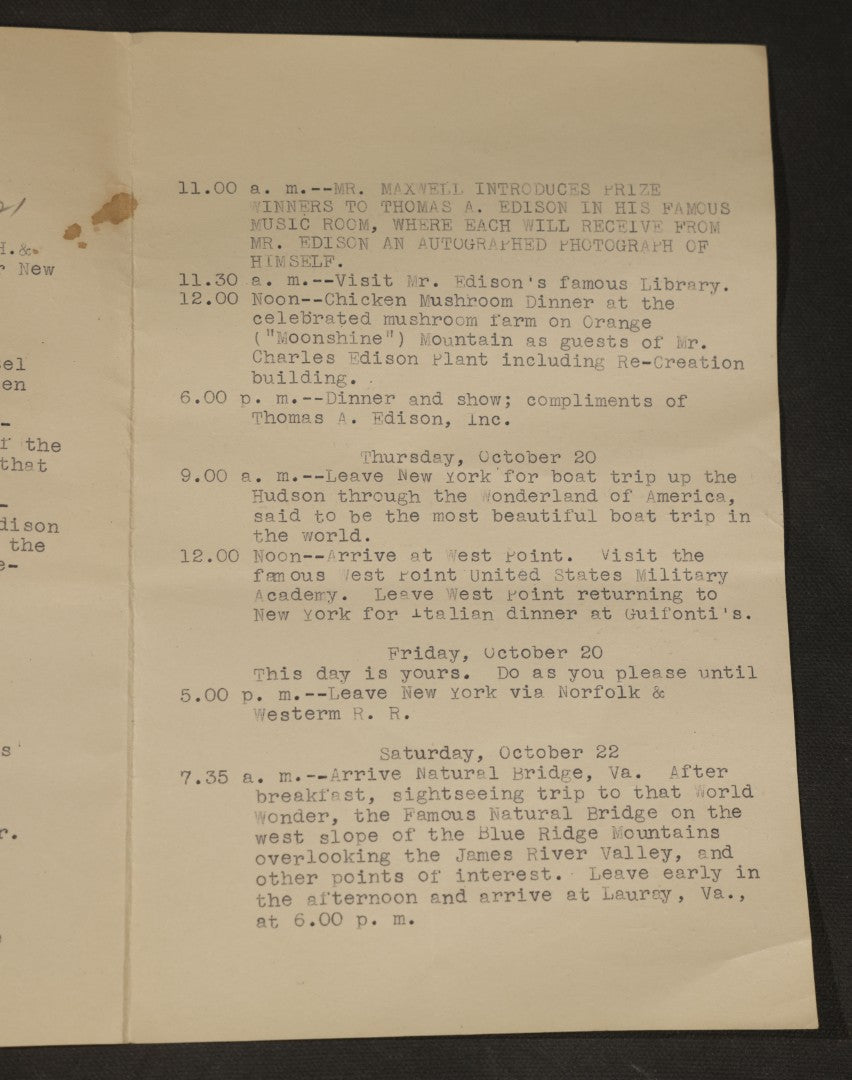 21
H.&.
r New
sel
en
-
r the
that
-
dison
the
e-
s
r.
11.00 a. m.--MR. MAXWELL INTRODUCES PRIZE
WINNERS TO THOMAS A. EDISON IN HIS FAMOUS
MUSIC ROOM, WHERE EACH WILL RECEIVE FROM
MR. EDISON AN AUTOGRAPHED PHOTOGRAPH OF
HIMSELF.
11.30 a. m.--Visit Mr. Edison's famous Library.
12.00 Noon--Chicken Mushroom Dinner at the
celebrated mushroom farm on Orange
("Moonshine") Mountain as guests of Mr.
Charles Edison Plant including Re-Creation
building.
6.00 p. m.--Dinner and show; compliments of
Thomas A. Edison, Inc.
Thursday, October 20
9.00 a. m.--Leave New York for boat trip up the
Hudson through the Wonderland of America,
said to be the most beautiful boat trip in
the world.
12.00 Noon--Arrive at West Point. Visit the
famous West Point United States Military
Academy. Leave West Point returning to
New York for Italian dinner at Guifonti's.
Friday, October 20
This day is yours. Do as you please until
5.00 p. m.--Leave New York via Norfolk &
Westerm R. R.
Saturday, October 22
7.35 a. m.--Arrive Natural Bridge, Va. After
breakfast, sightseeing trip to that World
Wonder, the Famous Natural Bridge on the
west slope of the Blue Ridge Mountains
overlooking the James River Valley, and
other points of interest. Leave early in
the afternoon and arrive at Lauray, Va.,
at 6.00 p. m.